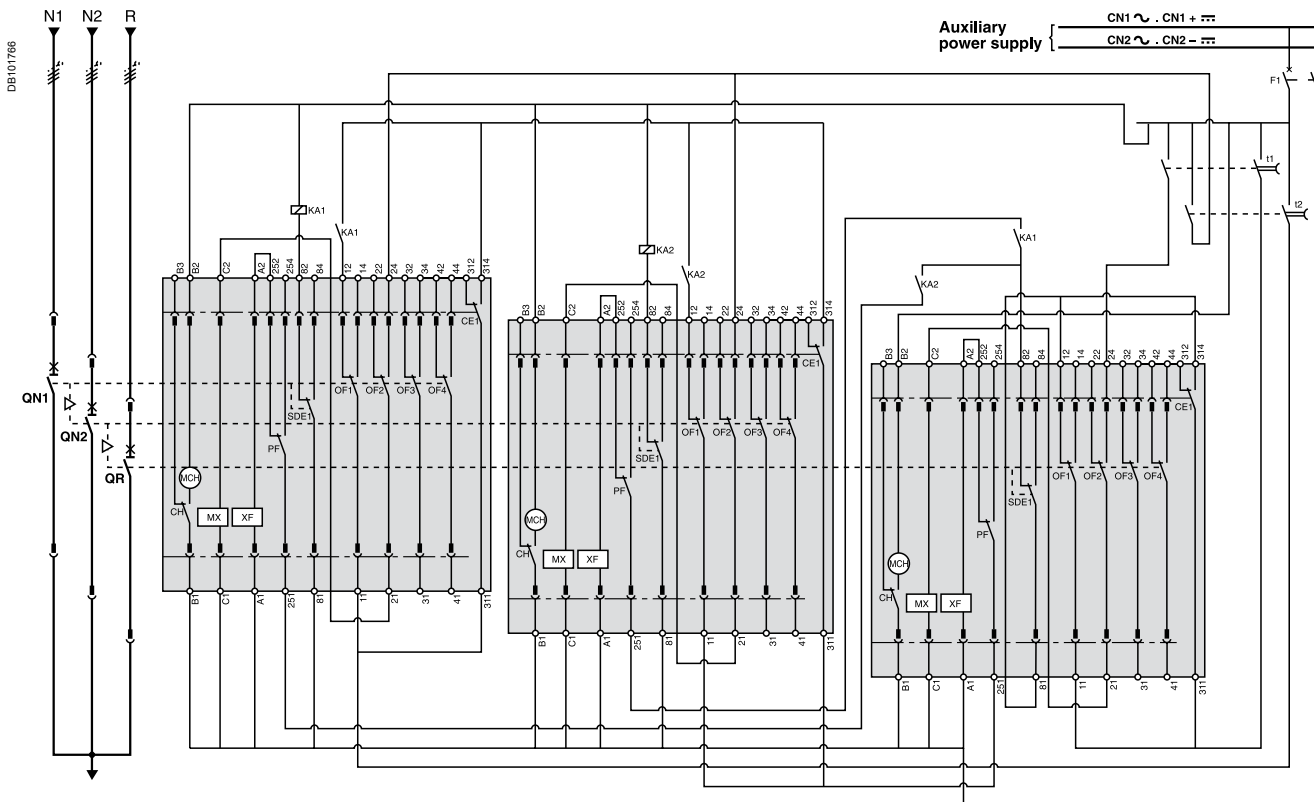 N1 N2 R
DB101766
Auxiliary
power supply
CN1 ~ . CN1 + ⎓
CN2 ~ . CN2 – ⎓
F1
t1
t2
KA1
KA1
KA2
KA2
KA1
KA2
B3 B2 C2 A2 252 254 82 84 12 14 22 24 32 34 42 44 312 314
CE1
OF1 OF2 OF3 OF4
SDE1
PF
MCH
CH
MX XF
B1 C1 A1 251 81 11 21 31 41 311
B3 B2 C2 A2 252 254 82 84 12 14 22 24 32 34 42 44 312 314
CE1
OF1 OF2 OF3 OF4
SDE1
PF
MCH
CH
MX XF
B1 C1 A1 251 81 11 21 31 41 311
B3 B2 C2 A2 252 254 82 84 12 14 22 24 32 34 42 44 312 314
CE1
OF1 OF2 OF3 OF4
SDE1
PF
MCH
CH
MX XF
B1 C1 A1 251 81 11 21 31 41 311
QN1
QN2
QR